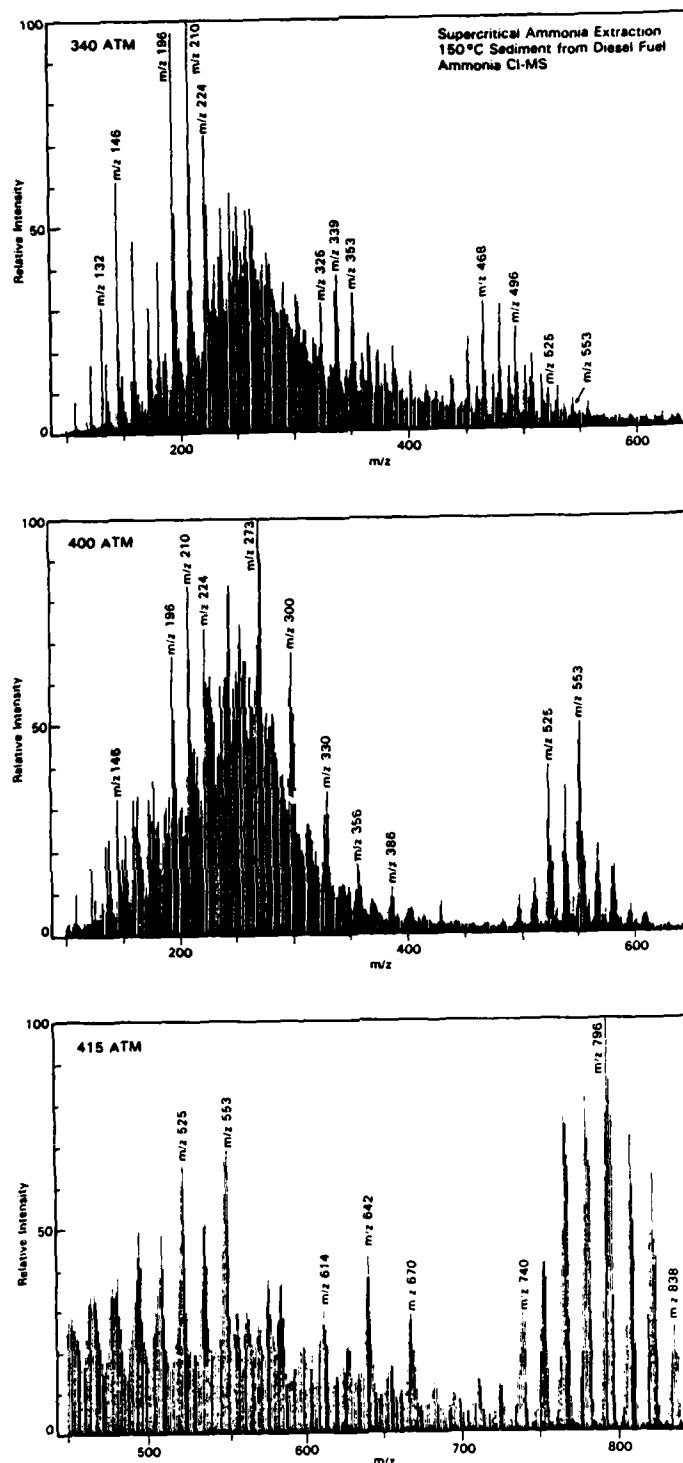 340 ATM
Supercritical Ammonia Extraction
150°C Sediment from Diesel Fuel
Ammonia CI-MS
100
50
0
Relative Intensity
m/z 132
m/z 146
m/z 196
m/z 210
m/z 224
m/z 325
m/z 339
m/z 353
m/z 468
m/z 496
m/z 525
m/z 553
200
400
600
m/z
400 ATM
100
50
0
Relative Intensity
m/z 146
m/z 196
m/z 210
m/z 224
m/z 273
m/z 300
m/z 330
m/z 356
m/z 386
m/z 525
m/z 553
200
400
600
m/z
415 ATM
100
50
0
Relative Intensity
m/z 525
m/z 553
m/z 614
m/z 642
m/z 670
m/z 740
m/z 796
m/z 838
500
600
700
800
m/z